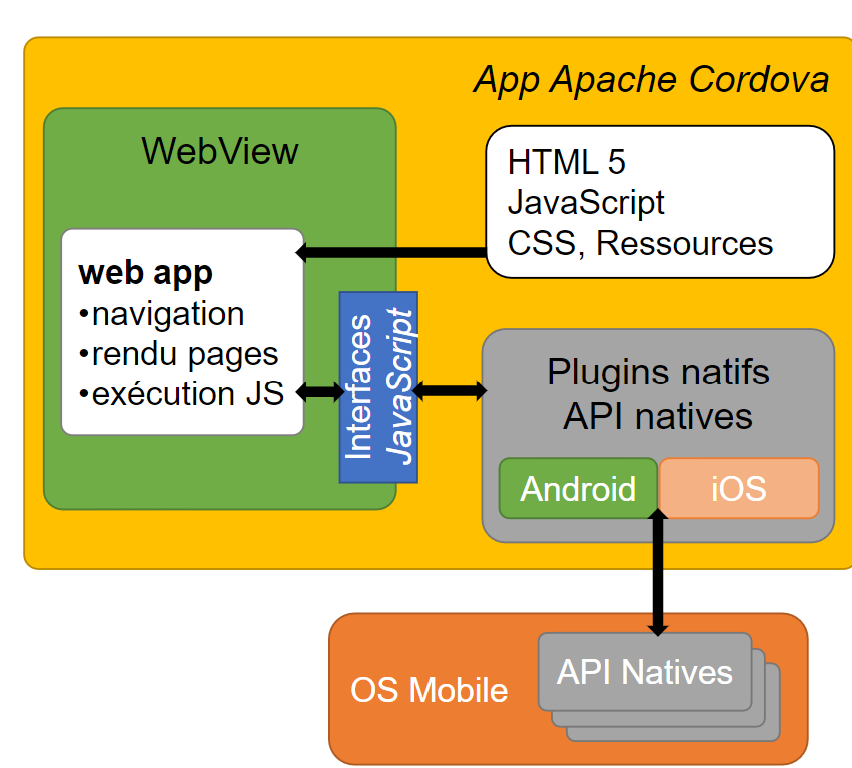 App Apache Cordova
WebView
HTML 5
JavaScript
CSS, Ressources
web app
•navigation
•rendu pages
•exécution JS
Interfaces
JavaScript
Plugins natifs
API natives
Android
iOS
OS Mobile
API Natives